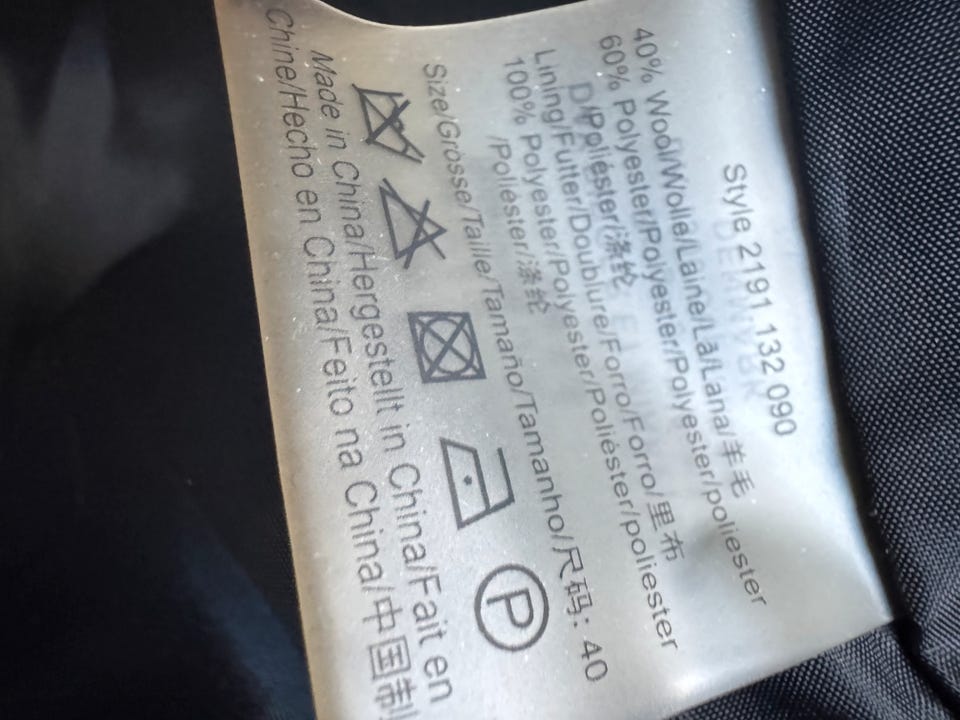 Style 2191.132.090
40% Wool/Wolle/Laine/Lã/Lana/羊毛
60% Polyester/Polyester/Polyester/poliester
/Poliéster/涤纶
Lining/Futter/Doublure/Forro/Forro/里布
100% Polyester/Polyester/Poliéster/poliester
/Poliéster/涤纶
Size/Grösse/Taille/Tamaño/Tamanho/尺码: 40
P
Made in China/Hergestellt in China/Fait en
Chine/Hecho en China/Feito na China/中国制